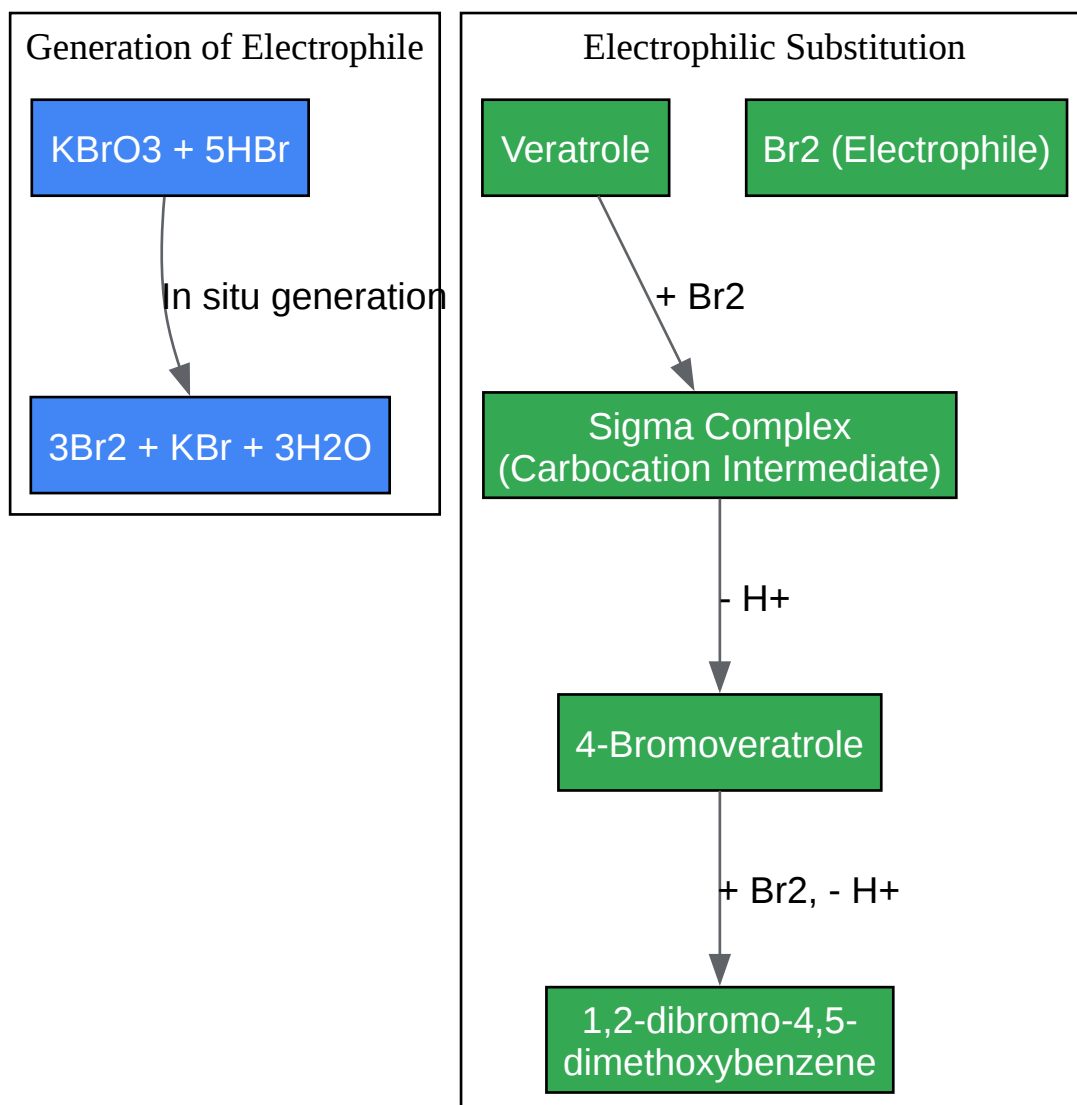 Generation of Electrophile
KBrO3 + 5HBr
In situ generation
3Br2 + KBr + 3H2O
Electrophilic Substitution
Veratrole
Br2 (Electrophile)
+ Br2
Sigma Complex
(Carbocation Intermediate)
- H+
4-Bromoveratrole
+ Br2, - H+
1,2-dibromo-4,5-
dimethoxybenzene